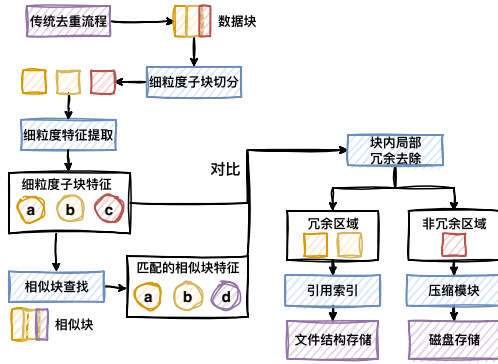 传统去重流程
数据块
细粒度子块切分
细粒度特征提取
块内局部
冗余去除
对比
细粒度子块特征
a b c
冗余区域
非冗余区域
匹配的相似块特征
相似块查找
引用索引
压缩模块
a b d
相似块
文件结构存储
磁盘存储